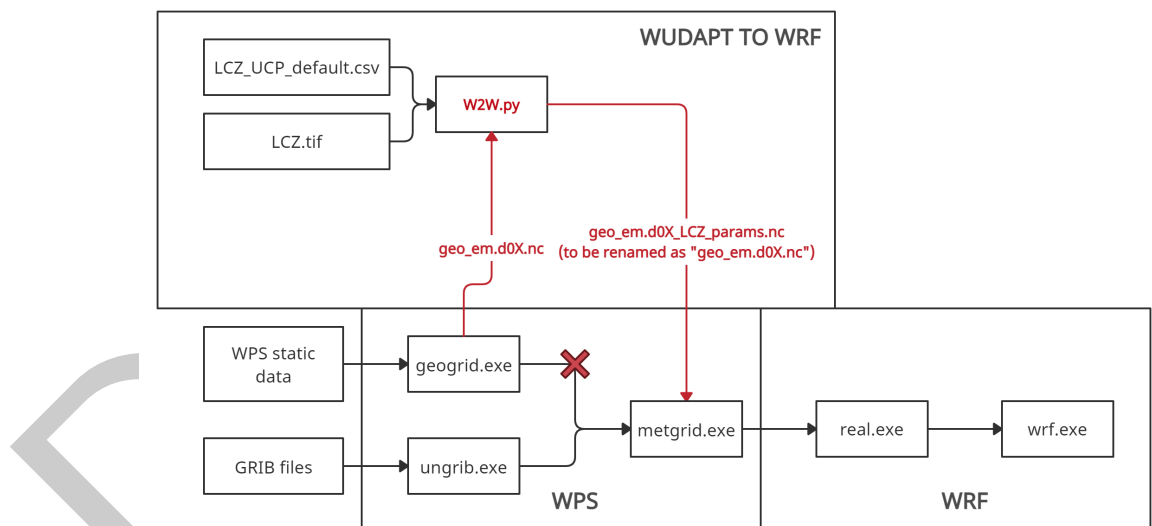 WUDAPT TO WRF
LCZ_UCP_default.csv
W2W.py
LCZ.tif
geo_em.d0X.nc
geo_em.d0X_LCZ_params.nc
(to be renamed as "geo_em.d0X.nc")
WPS static
data
geogrid.exe
metgrid.exe
real.exe
wrf.exe
GRIB files
ungrib.exe
WPS
WRF